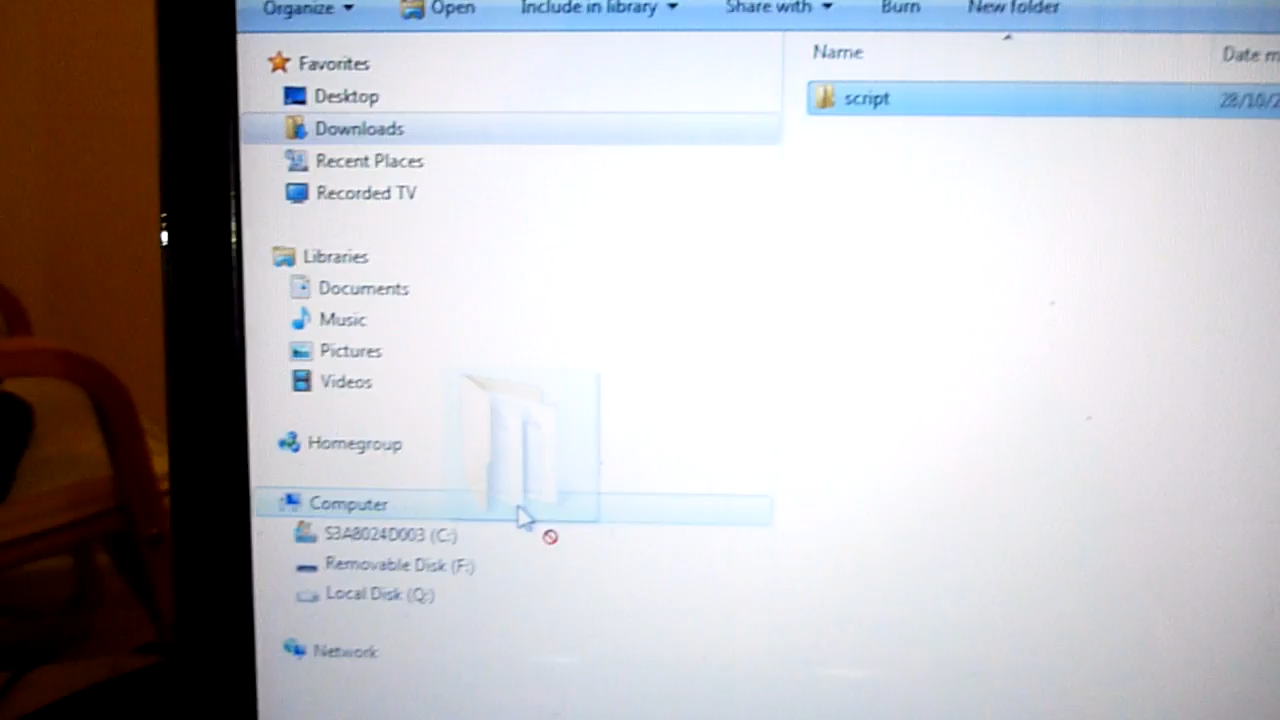 Organize Open Include in library Share with Burn New folder
Name Date m
script 28/10/2
Favorites
Desktop
Downloads
Recent Places
Recorded TV
Libraries
Documents
Music
Pictures
Videos
Homegroup
Computer
S3A8024D003 (C:)
Removable Disk (F:)
Local Disk (Q:)
Network